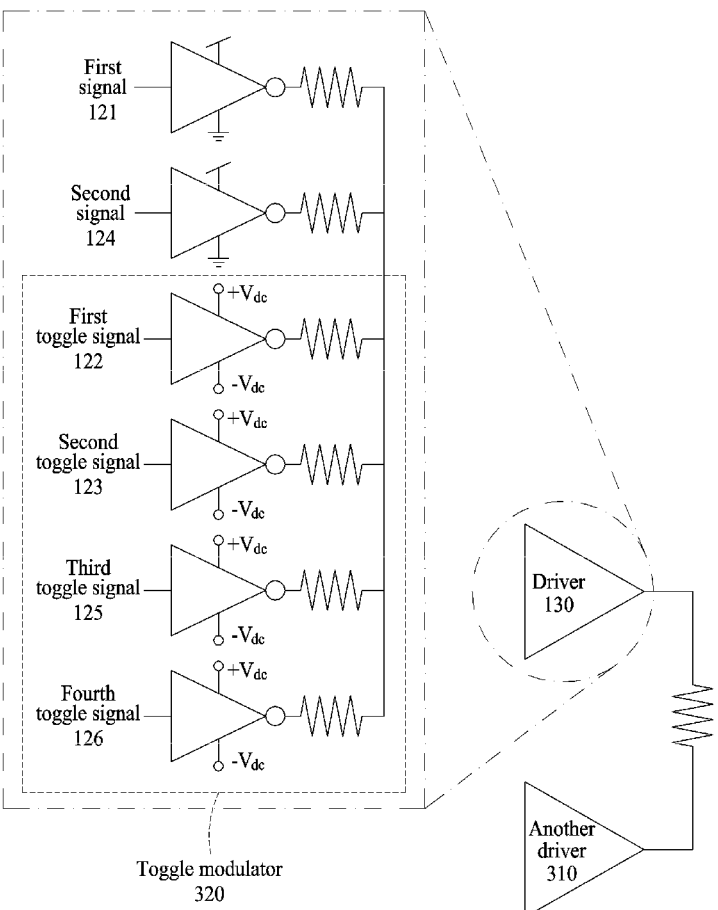 First
signal
121
Second
signal
124
+Vdc
First
toggle signal
122
-Vdc
+Vdc
Second
toggle signal
123
-Vdc
+Vdc
Third
toggle signal
125
-Vdc
+Vdc
Fourth
toggle signal
126
-Vdc
Toggle modulator
320
Driver
130
Another
driver
310